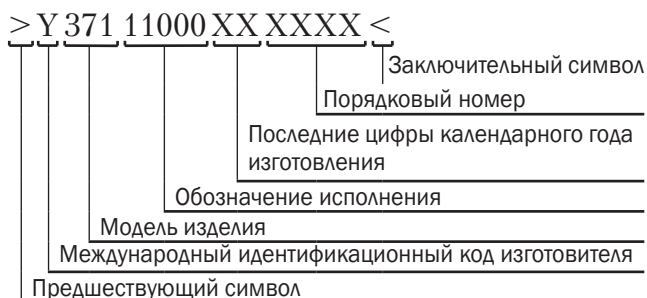 >Y 371 11000 XX XXXX <
Заключительный символ
Порядковый номер
Последние цифры календарного года
изготовления
Обозначение исполнения
Модель изделия
Международный идентификационный код изготовителя
Предшествующий символ